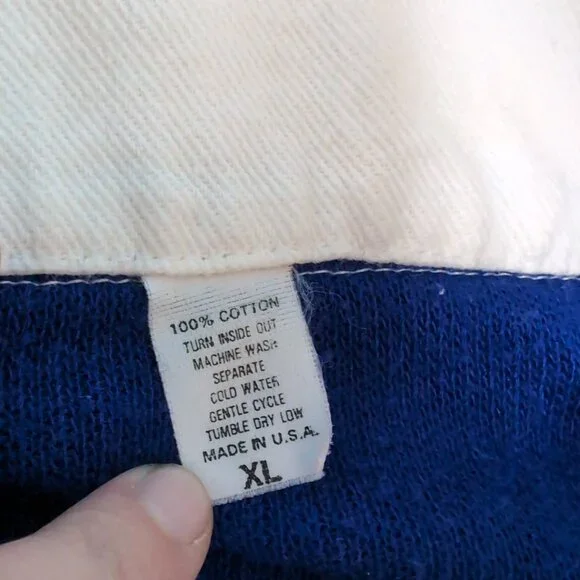 100% COTTON
TURN INSIDE OUT
MACHINE WASH
SEPARATE
COLD WATER
GENTLE CYCLE
TUMBLE DRY LOW
MADE IN U.S.A.
XL